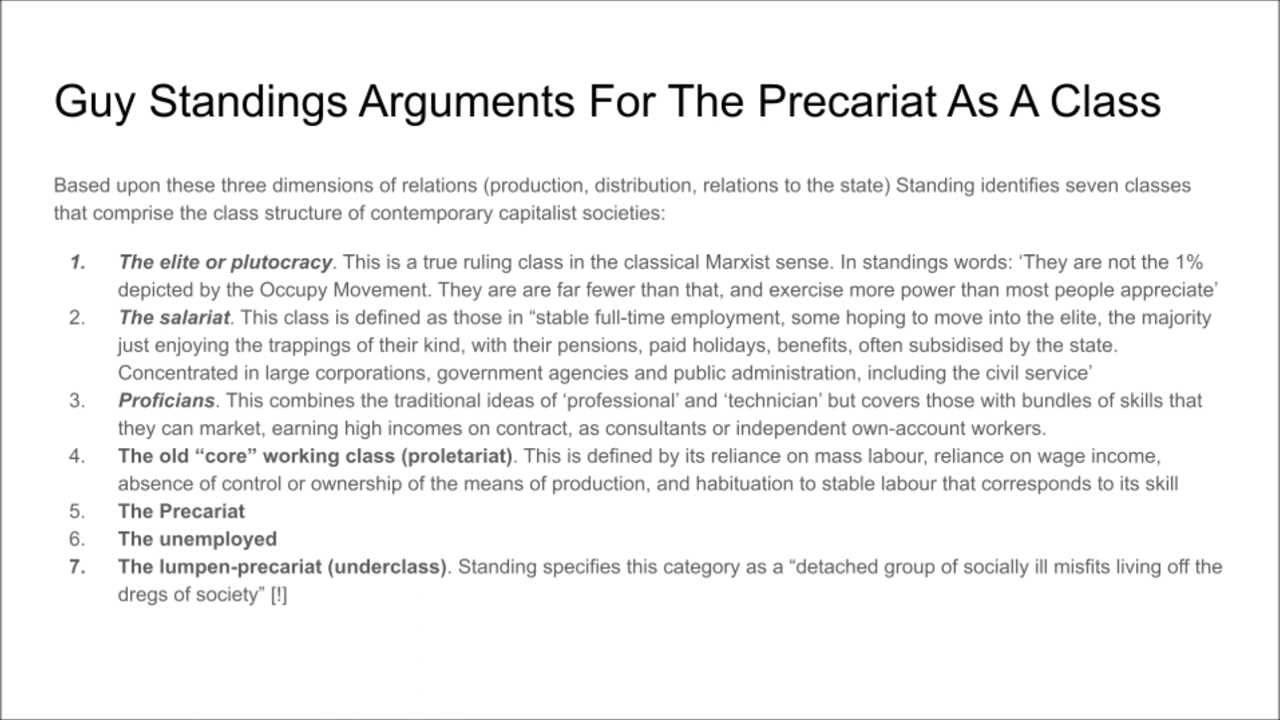 Guy Standings Arguments For The Precariat As A Class
Based upon these three dimensions of relations (production, distribution, relations to the state) Standing identifies seven classes
that comprise the class structure of contemporary capitalist societies:
1. The elite or plutocracy. This is a true ruling class in the classical Marxist sense. In standings words: ‘They are not the 1%
depicted by the Occupy Movement. They are are far fewer than that, and exercise more power than most people appreciate’
2. The salariat. This class is defined as those in “stable full-time employment, some hoping to move into the elite, the majority
just enjoying the trappings of their kind, with their pensions, paid holidays, benefits, often subsidised by the state.
Concentrated in large corporations, government agencies and public administration, including the civil service’
3. Proficians. This combines the traditional ideas of ‘professional’ and ‘technician’ but covers those with bundles of skills that
they can market, earning high incomes on contract, as consultants or independent own-account workers.
4. The old “core” working class (proletariat). This is defined by its reliance on mass labour, reliance on wage income,
absence of control or ownership of the means of production, and habituation to stable labour that corresponds to its skill
5. The Precariat
6. The unemployed
7. The lumpen-precariat (underclass). Standing specifies this category as a “detached group of socially ill misfits living off the
dregs of society” [!]